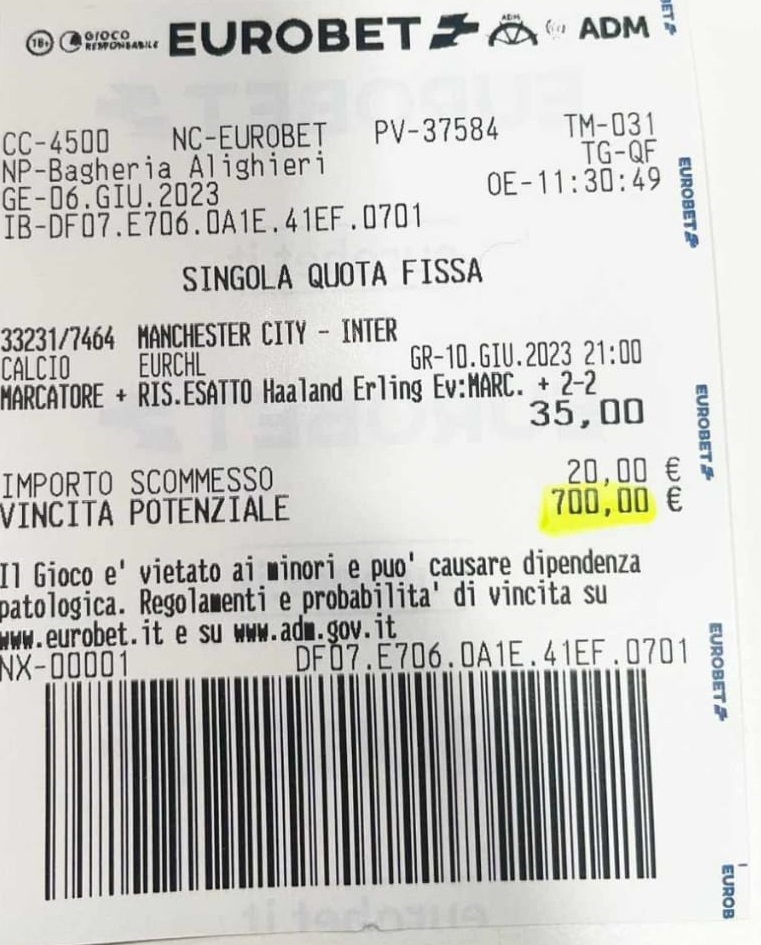 18+ GIOCO RESPONSABILE EUROBET ADM ADM
CC-4500 NC-EUROBET PV-37584 TM-031
NP-Bagheria Alighieri TG-QF
GE-06.GIU.2023 OE-11:30:49
IB-DF07.E706.0A1E.41EF.0701
SINGOLA QUOTA FISSA
33231/7464 MANCHESTER CITY - INTER
CALCIO EURCHL GR-10.GIU.2023 21:00
MARCATORE + RIS.ESATTO Haaland Erling Ev:MARC. + 2-2
35,00
IMPORTO SCOMMESSO 20,00 €
VINCITA POTENZIALE 700,00 €
Il Gioco e' vietato ai minori e puo' causare dipendenza
patologica. Regolamenti e probabilita' di vincita su
www.eurobet.it e su www.adm.gov.it
NX-00001 DF07.E706.0A1E.41EF.0701
BET
EUROBET
EUROBET
EUROBET
EUROB
eurobet.it